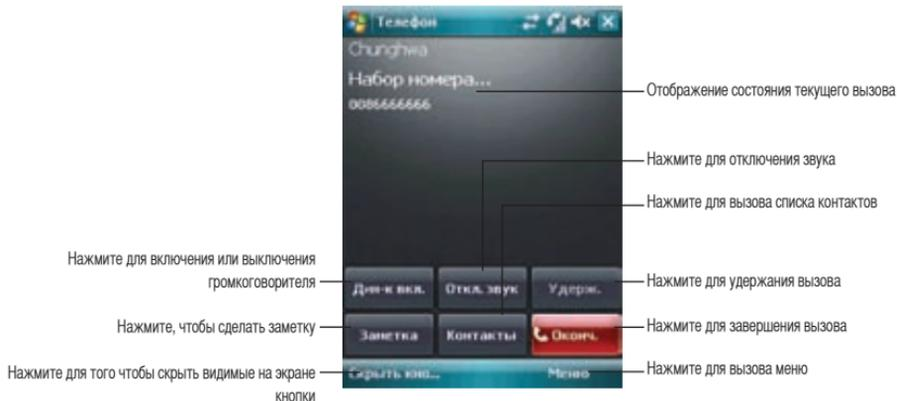 Телефон
Chunghwa
Набор номера...
0086666666
Отображение состояния текущего вызова
Нажмите для отключения звука
Нажмите для вызова списка контактов
Нажмите для включения или выключения
громкоговорителя
Дин-к вкл.
Откл. звук
Удерж.
Нажмите для удержания вызова
Нажмите, чтобы сделать заметку
Заметка
Контакты
Оконч.
Нажмите для завершения вызова
Нажмите для того чтобы скрыть видимые на экране
кнопки
Скрыть кно...
Меню
Нажмите для вызова меню